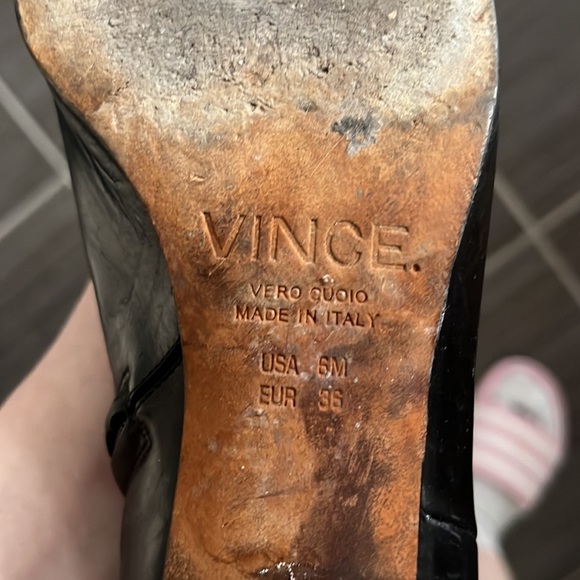 VINCE.
VERO CUOIO
MADE IN ITALY
USA 6M
EUR 36